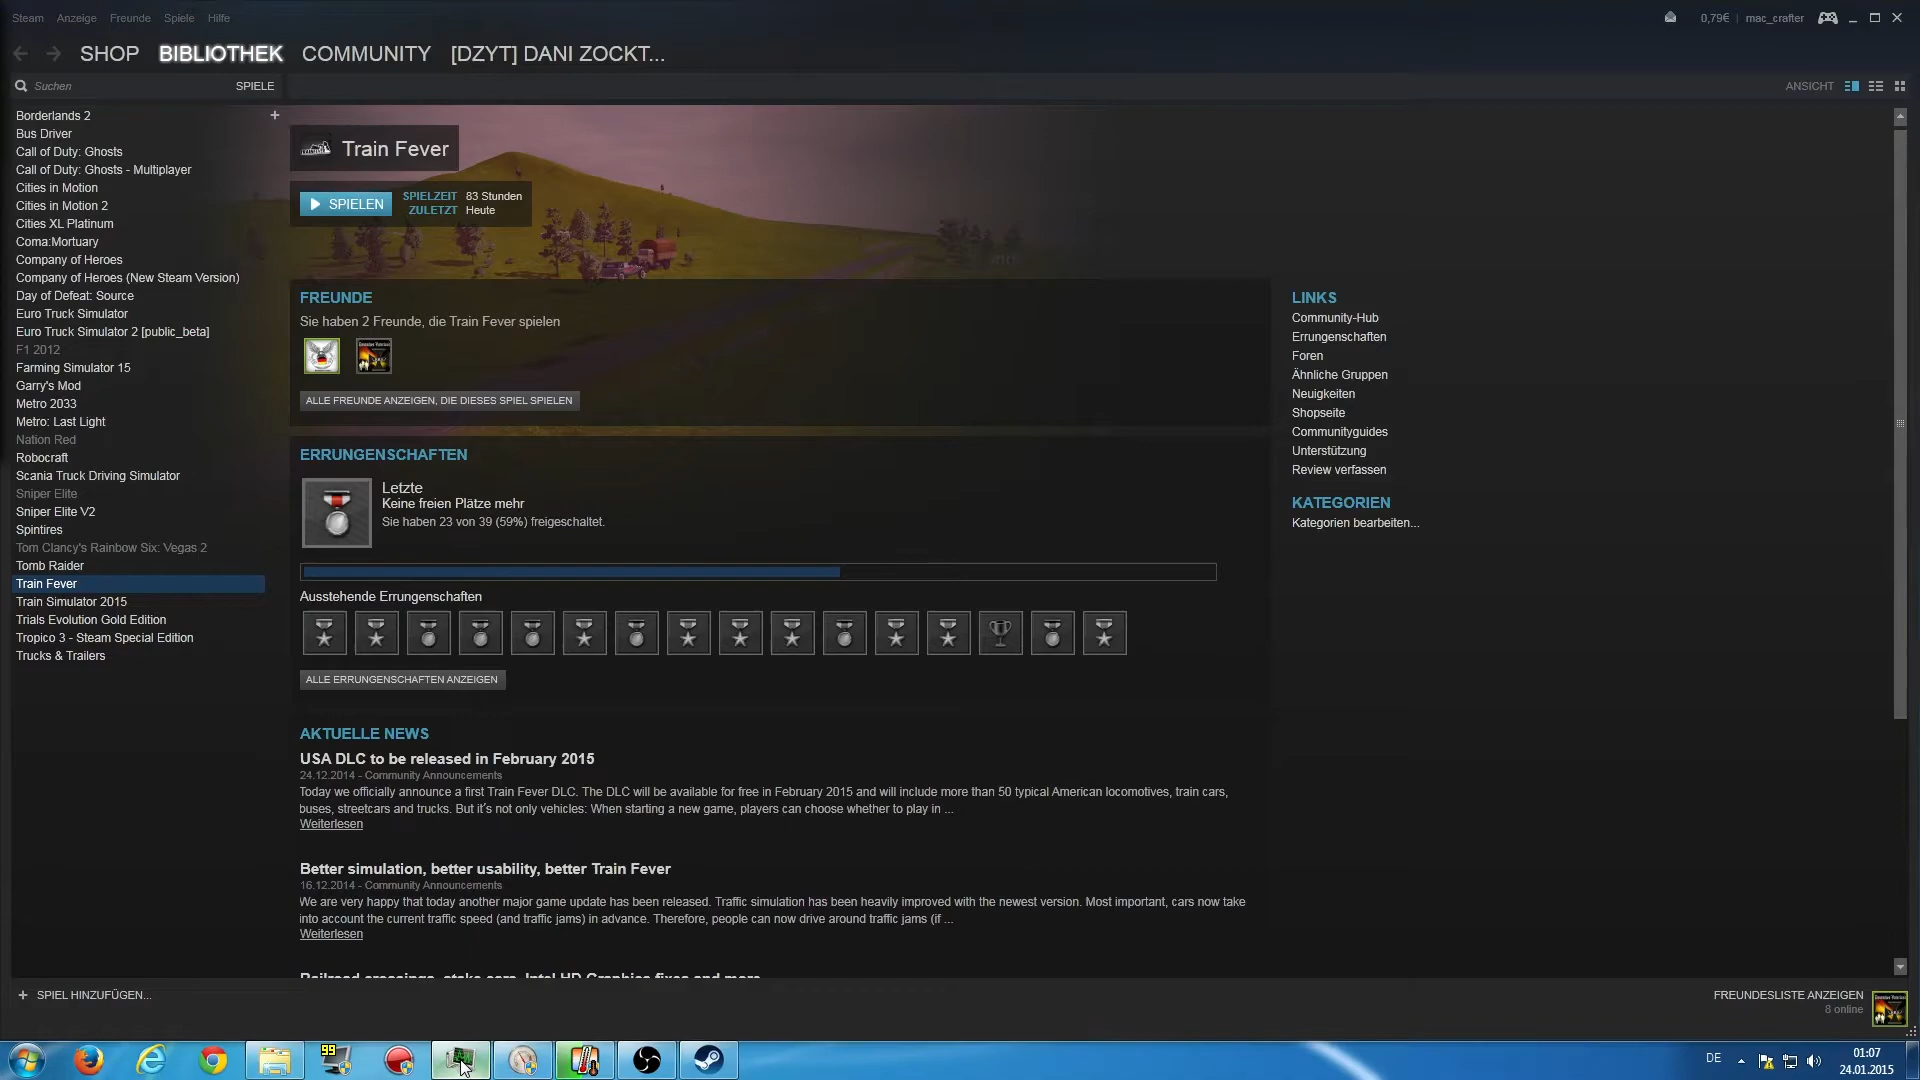 Steam Anzeige Freunde Spiele Hilfe
0,79€ | mac_crafter
SHOP BIBLIOTHEK COMMUNITY [DZYT] DANI ZOCKT...
Suchen SPIELE ANSICHT
Borderlands 2
Bus Driver
Call of Duty: Ghosts
Call of Duty: Ghosts - Multiplayer
Cities in Motion
Cities in Motion 2
Cities XL Platinum
Coma:Mortuary
Company of Heroes
Company of Heroes (New Steam Version)
Day of Defeat: Source
Euro Truck Simulator
Euro Truck Simulator 2 [public_beta]
F1 2012
Farming Simulator 15
Garry's Mod
Metro 2033
Metro: Last Light
Nation Red
Robocraft
Scania Truck Driving Simulator
Sniper Elite
Sniper Elite V2
Spintires
Tom Clancy's Rainbow Six: Vegas 2
Tomb Raider
Train Fever
Train Simulator 2015
Trials Evolution Gold Edition
Tropico 3 - Steam Special Edition
Trucks & Trailers
Train Fever
SPIELEN
SPIELZEIT 83 Stunden
ZULETZT Heute
FREUNDE
Sie haben 2 Freunde, die Train Fever spielen
ALLE FREUNDE ANZEIGEN, DIE DIESES SPIEL SPIELEN
ERRUNGENSCHAFTEN
Letzte
Keine freien Plätze mehr
Sie haben 23 von 39 (59%) freigeschaltet.
Ausstehende Errungenschaften
ALLE ERRUNGENSCHAFTEN ANZEIGEN
AKTUELLE NEWS
USA DLC to be released in February 2015
24.12.2014 - Community Announcements
Today we officially announce a first Train Fever DLC. The DLC will be available for free in February 2015 and will include more than 50 typical American locomotives, train cars,
buses, streetcars and trucks. But it´s not only vehicles: When starting a new game, players can choose whether to play in ...
Weiterlesen
Better simulation, better usability, better Train Fever
16.12.2014 - Community Announcements
We are very happy that today another major game update has been released. Traffic simulation has been heavily improved with the newest version. Most important, cars now take
into account the current traffic speed (and traffic jams) in advance. Therefore, people can now drive around traffic jams (if ...
Weiterlesen
Railroad crossings, stake cars, Intel HD Graphics fixes and more
LINKS
Community-Hub
Errungenschaften
Foren
Ähnliche Gruppen
Neuigkeiten
Shopseite
Communityguides
Unterstützung
Review verfassen
KATEGORIEN
Kategorien bearbeiten...
+ SPIEL HINZUFÜGEN...
FREUNDESLISTE ANZEIGEN
8 online
99
DE
01:07
24.01.2015